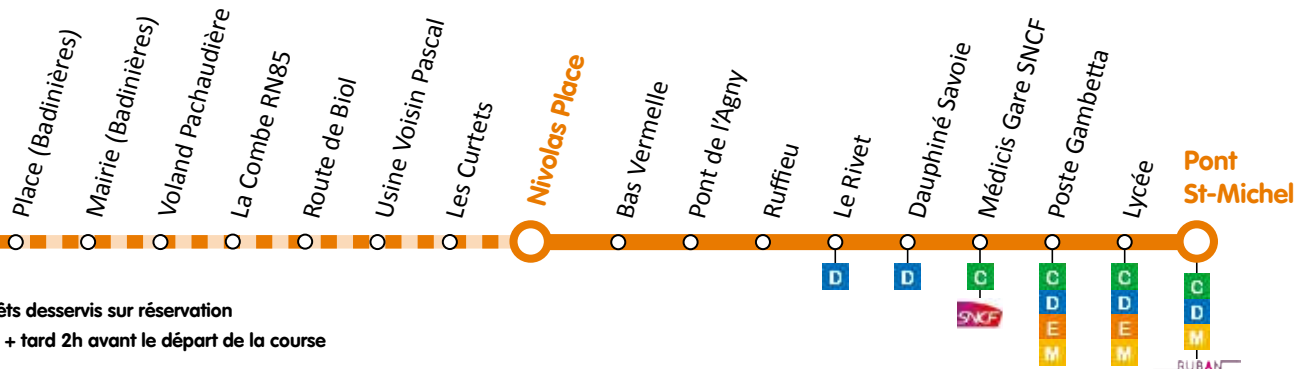 Place (Badinières)
Mairie (Badinières)
Voland Pachaudière
La Combe RN85
Route de Biol
Usine Voisin Pascal
Les Curtets
Nivolas Place
Bas Vermelle
Pont de l'Agny
Ruffieu
Le Rivet
Dauphiné Savoie
Médicis Gare SNCF
Poste Gambetta
Lycée
Pont
St-Michel
D
D
C
SNCF
C
D
E
M
C
D
E
M
C
D
M
RUBAN
êts desservis sur réservation
+ tard 2h avant le départ de la course